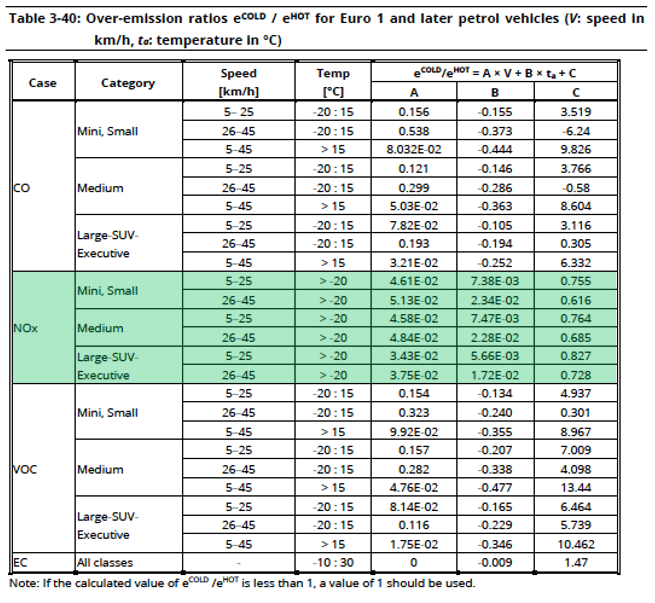 Table 3-40: Over-emission ratios eCOLD / eHOT for Euro 1 and later petrol vehicles (V: speed in
km/h, ta: temperature in °C)
Case Category Speed [km/h] Temp [°C] eCOLD/eHOT = A × V + B × ta + C
A B C
CO Mini, Small 5– 25 -20 : 15 0.156 -0.155 3.519
26–45 -20 : 15 0.538 -0.373 -6.24
5–45 > 15 8.032E-02 -0.444 9.826
Medium 5–25 -20 : 15 0.121 -0.146 3.766
26–45 -20 : 15 0.299 -0.286 -0.58
5–45 > 15 5.03E-02 -0.363 8.604
Large-SUV-Executive 5–25 -20 : 15 7.82E-02 -0.105 3.116
26–45 -20 : 15 0.193 -0.194 0.305
5–45 > 15 3.21E-02 -0.252 6.332
NOx Mini, Small 5–25 > -20 4.61E-02 7.38E-03 0.755
26–45 > -20 5.13E-02 2.34E-02 0.616
Medium 5–25 > -20 4.58E-02 7.47E-03 0.764
26–45 > -20 4.84E-02 2.28E-02 0.685
Large-SUV-Executive 5–25 > -20 3.43E-02 5.66E-03 0.827
26–45 > -20 3.75E-02 1.72E-02 0.728
VOC Mini, Small 5–25 -20 : 15 0.154 -0.134 4.937
26–45 -20 : 15 0.323 -0.240 0.301
5–45 > 15 9.92E-02 -0.355 8.967
Medium 5–25 -20 : 15 0.157 -0.207 7.009
26–45 -20 : 15 0.282 -0.338 4.098
5–45 > 15 4.76E-02 -0.477 13.44
Large-SUV-Executive 5–25 -20 : 15 8.14E-02 -0.165 6.464
26–45 -20 : 15 0.116 -0.229 5.739
5–45 > 15 1.75E-02 -0.346 10.462
EC All classes - -10 : 30 0 -0.009 1.47
Note: If the calculated value of eCOLD /eHOT is less than 1, a value of 1 should be used.